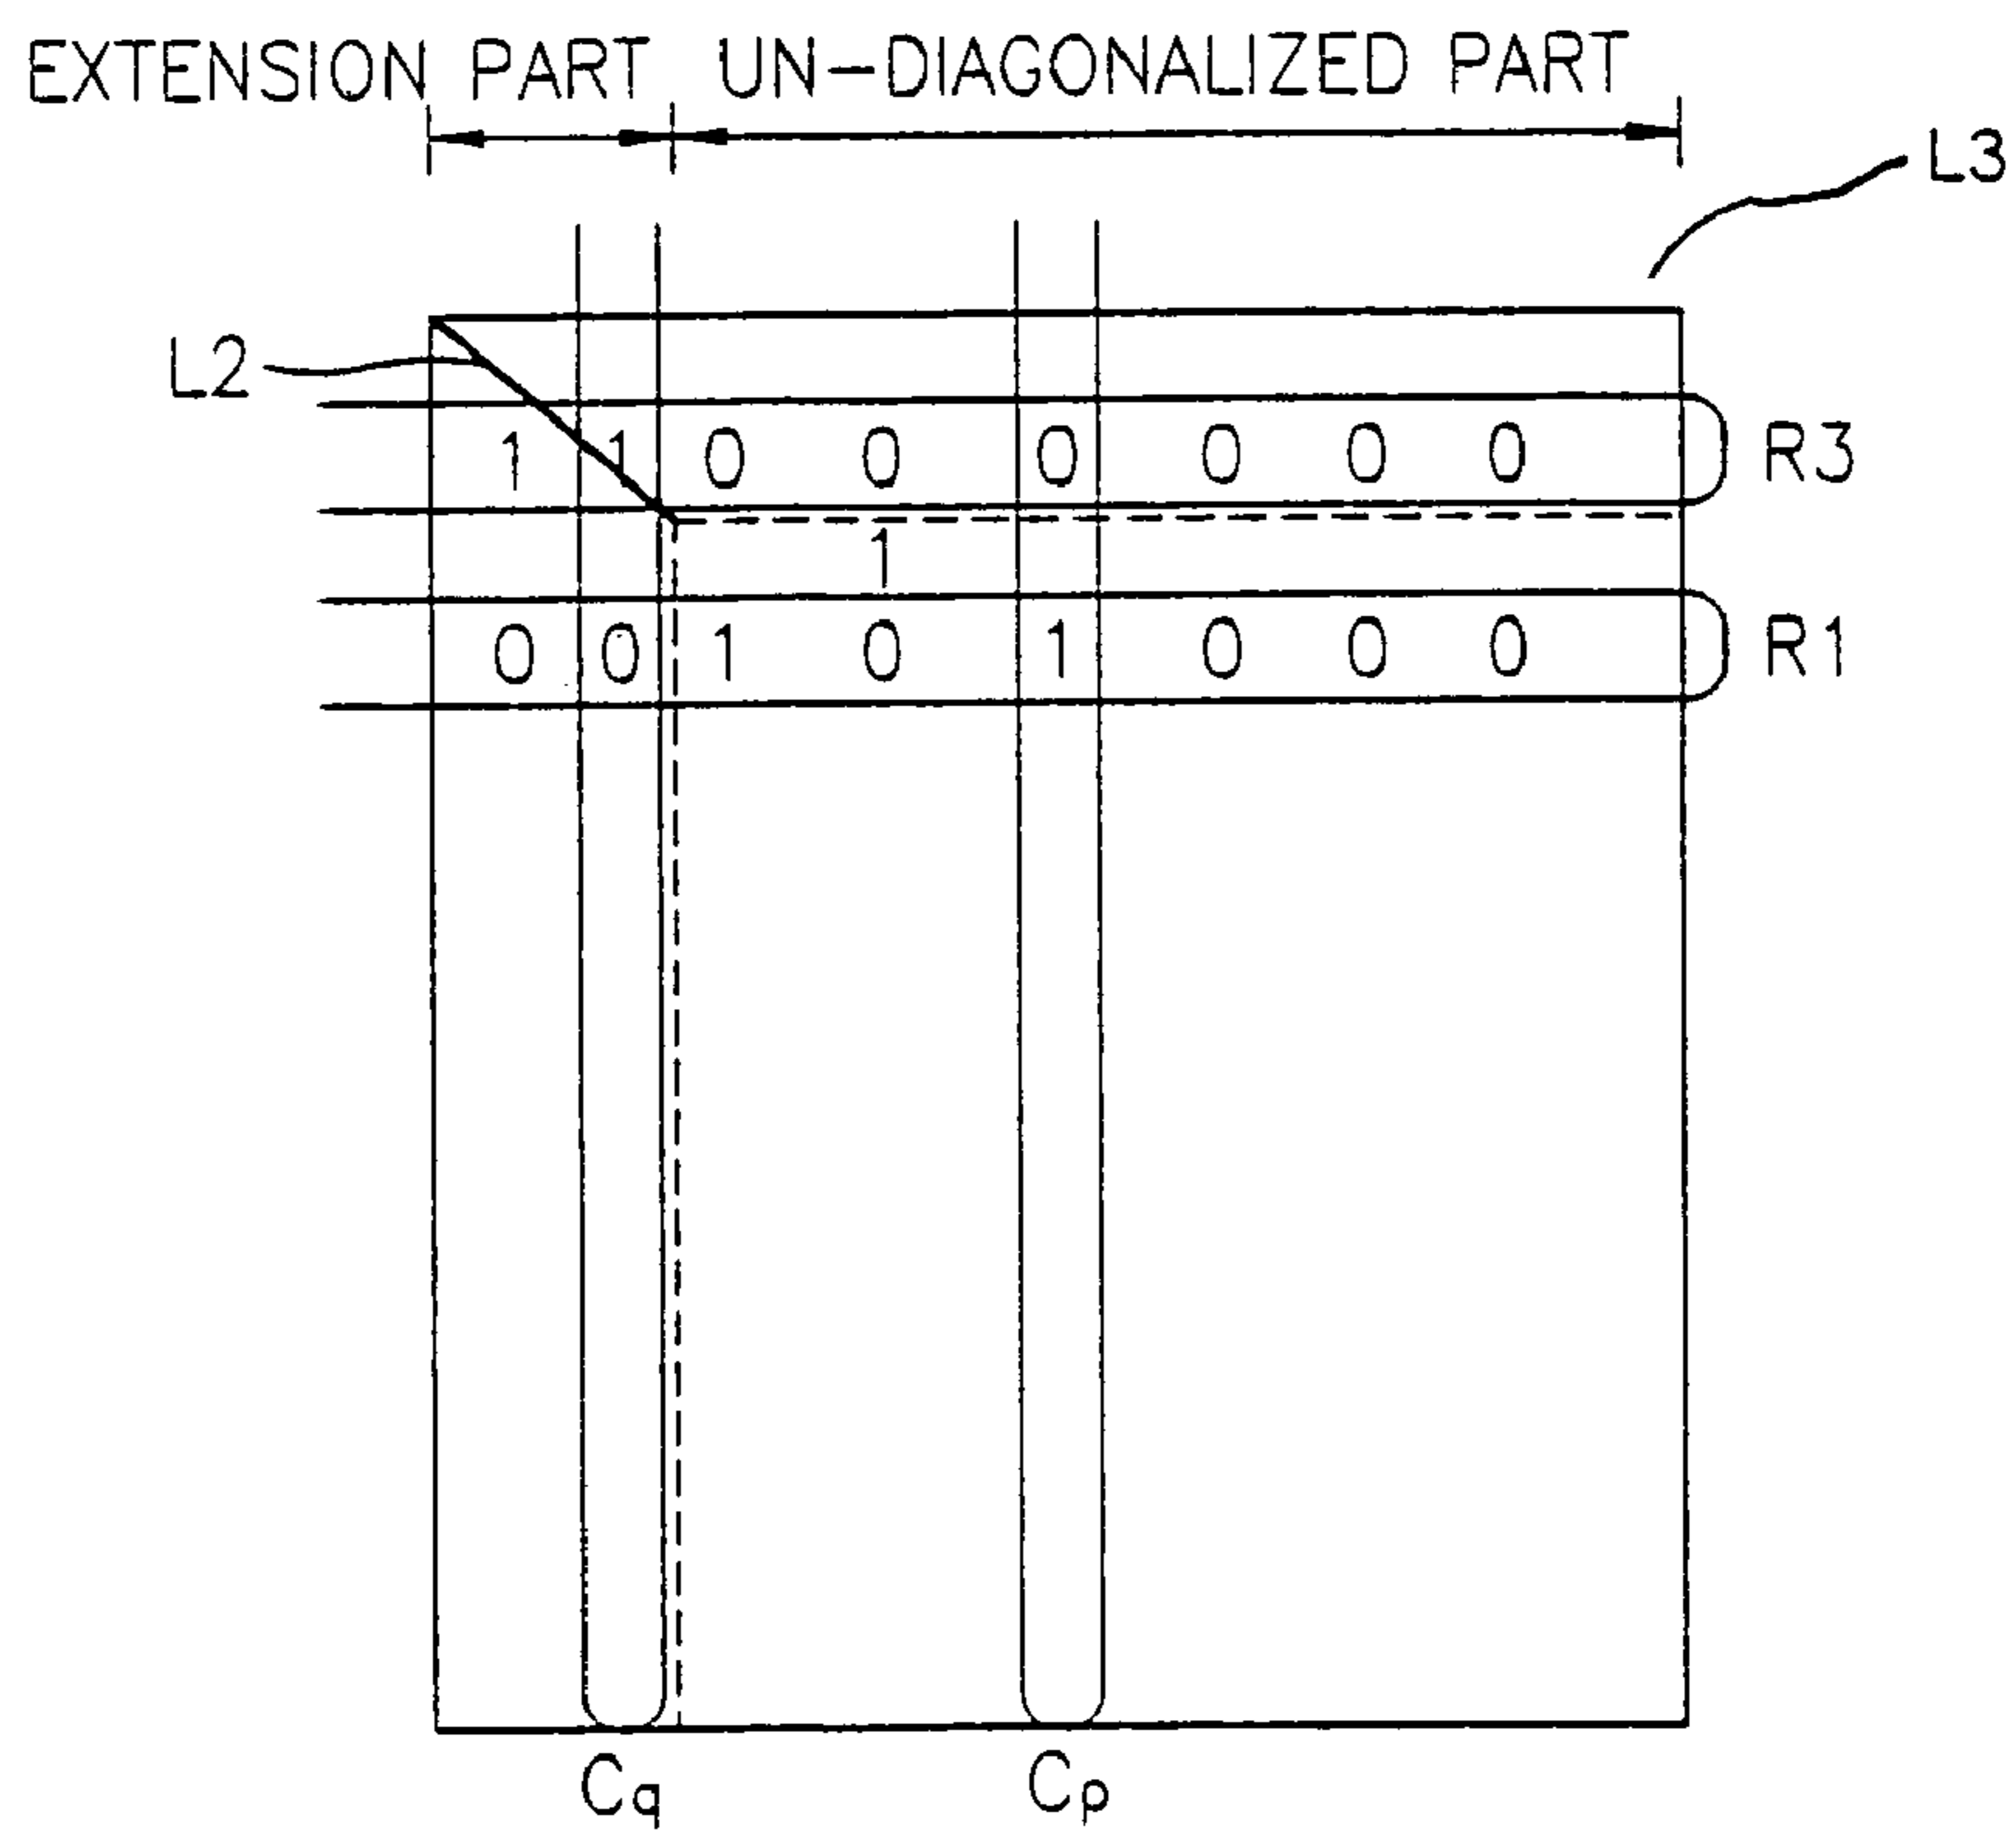 EXTENSION PART UN-DIAGONALIZED PART
L3
L2
1 1 0 0 0 0 0 0 R3
1
0 0 1 0 1 0 0 0 R1
Cq Cp